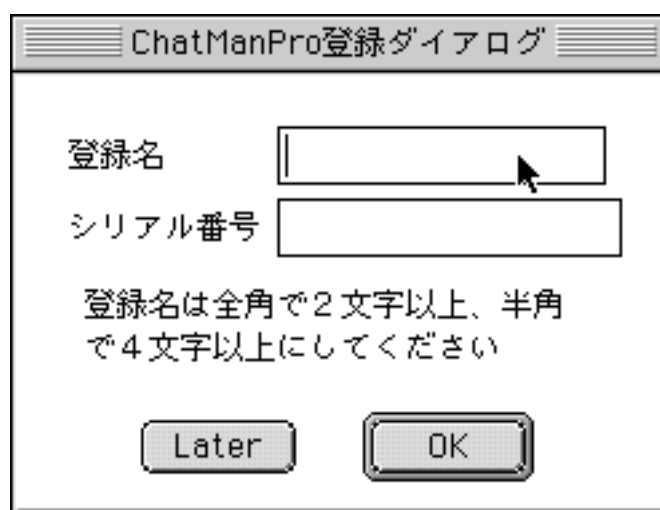 ChatManPro登録ダイアログ
登録名
シリアル番号
登録名は全角で２文字以上、半角
で４文字以上にしてください
Later OK